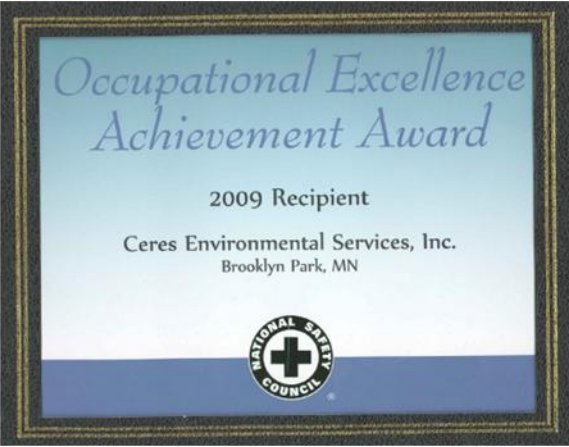 Occupational Excellence
Achievement Award
2009 Recipient
Ceres Environmental Services, Inc.
Brooklyn Park, MN
NATIONAL SAFETY
COUNCIL
®